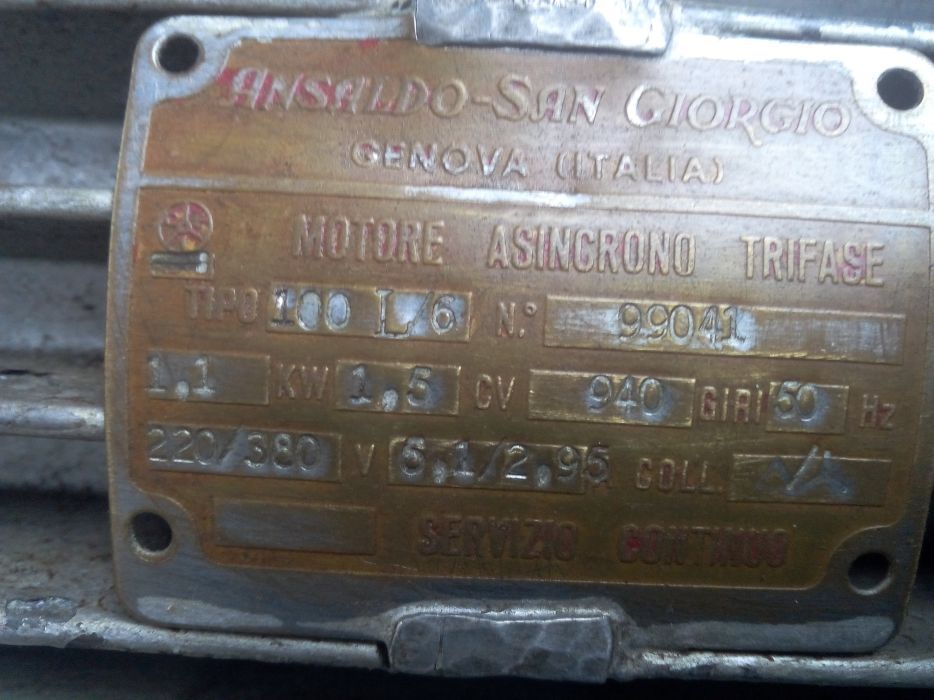 ANSALDO-SAN GIORGIO
GENOVA (ITALIA)
MOTORE ASINCRONO TRIFASE
TIPO 100 L/6 N.° 99041
1,1 KW 1,5 CV 940 GIRI 50 Hz
220/380 V 5,1/2,95 A COLL.
SERVIZIO CONTINUO